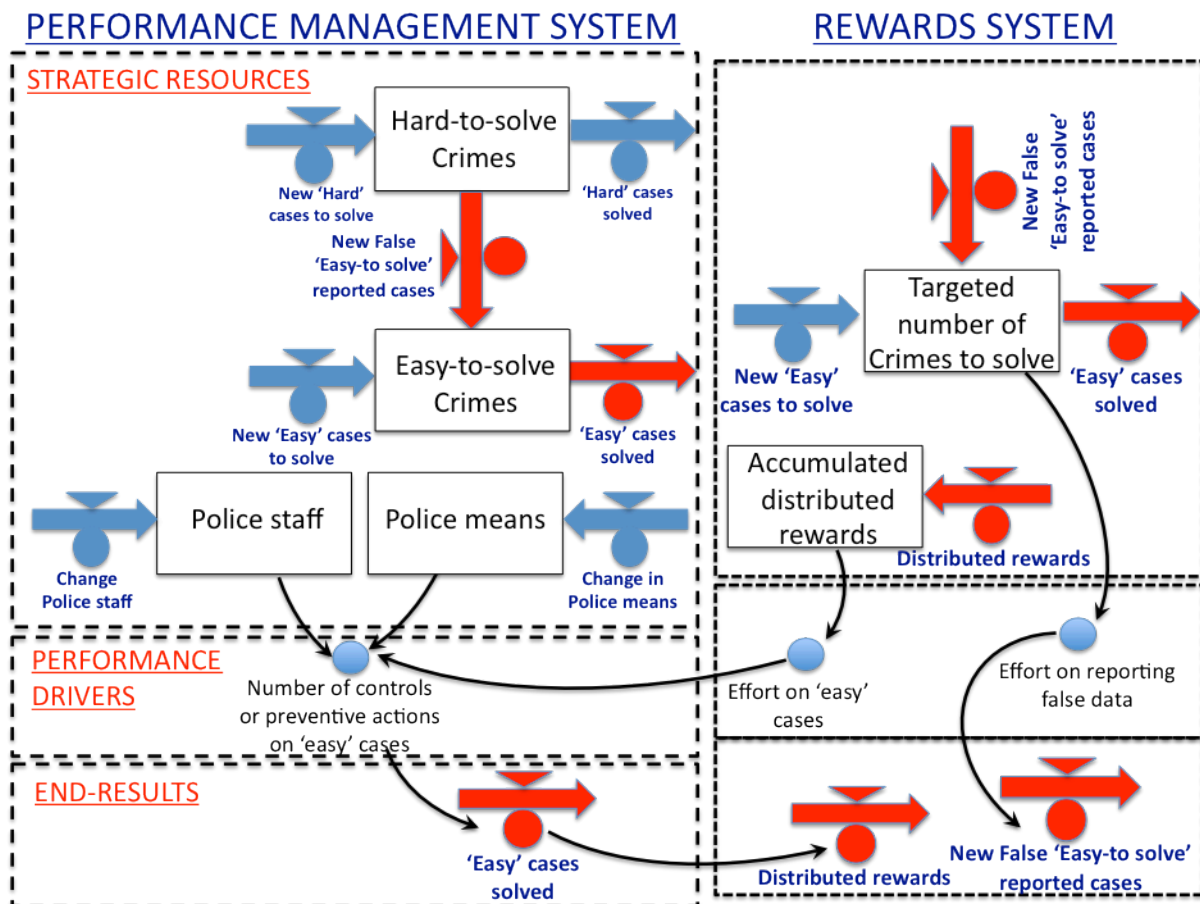 PERFORMANCE MANAGEMENT SYSTEM
REWARDS SYSTEM
STRATEGIC RESOURCES
Hard-to-solve
Crimes
New ‘Hard’
cases to solve
‘Hard’ cases
solved
New False
‘Easy-to solve’
reported cases
Easy-to-solve
Crimes
New ‘Easy’ cases
to solve
‘Easy’ cases
solved
Police staff
Police means
Change
Police staff
Change in
Police means
New False
‘Easy-to solve’
reported cases
Targeted
number of
Crimes to solve
New ‘Easy’
cases to solve
‘Easy’ cases
solved
Accumulated
distributed
rewards
Distributed rewards
PERFORMANCE
DRIVERS
Number of controls
or preventive actions
on ‘easy’ cases
Effort on ‘easy’
cases
Effort on reporting
false data
END-RESULTS
‘Easy’ cases
solved
Distributed rewards
New False ‘Easy-to solve’
reported cases